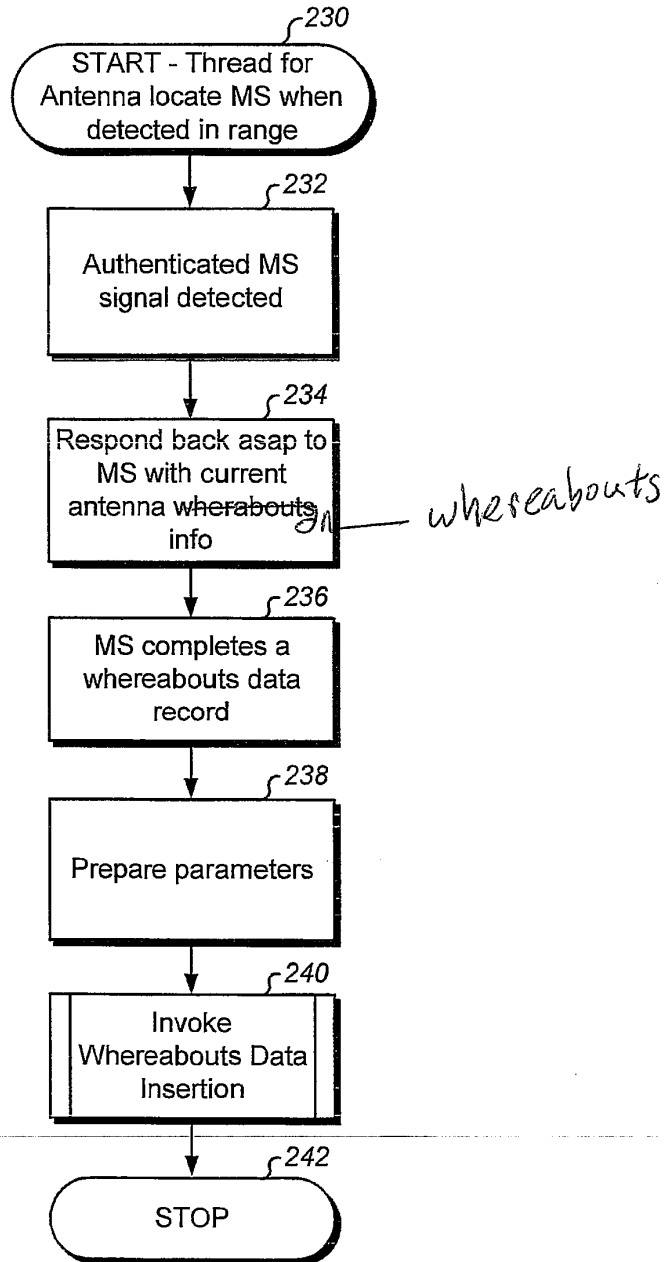 230
START - Thread for
Antenna locate MS when
detected in range
232
Authenticated MS
signal detected
234
Respond back asap to
MS with current
antenna wherabouts
info
whereabouts
236
MS completes a
whereabouts data
record
238
Prepare parameters
240
Invoke
Whereabouts Data
Insertion
242
STOP